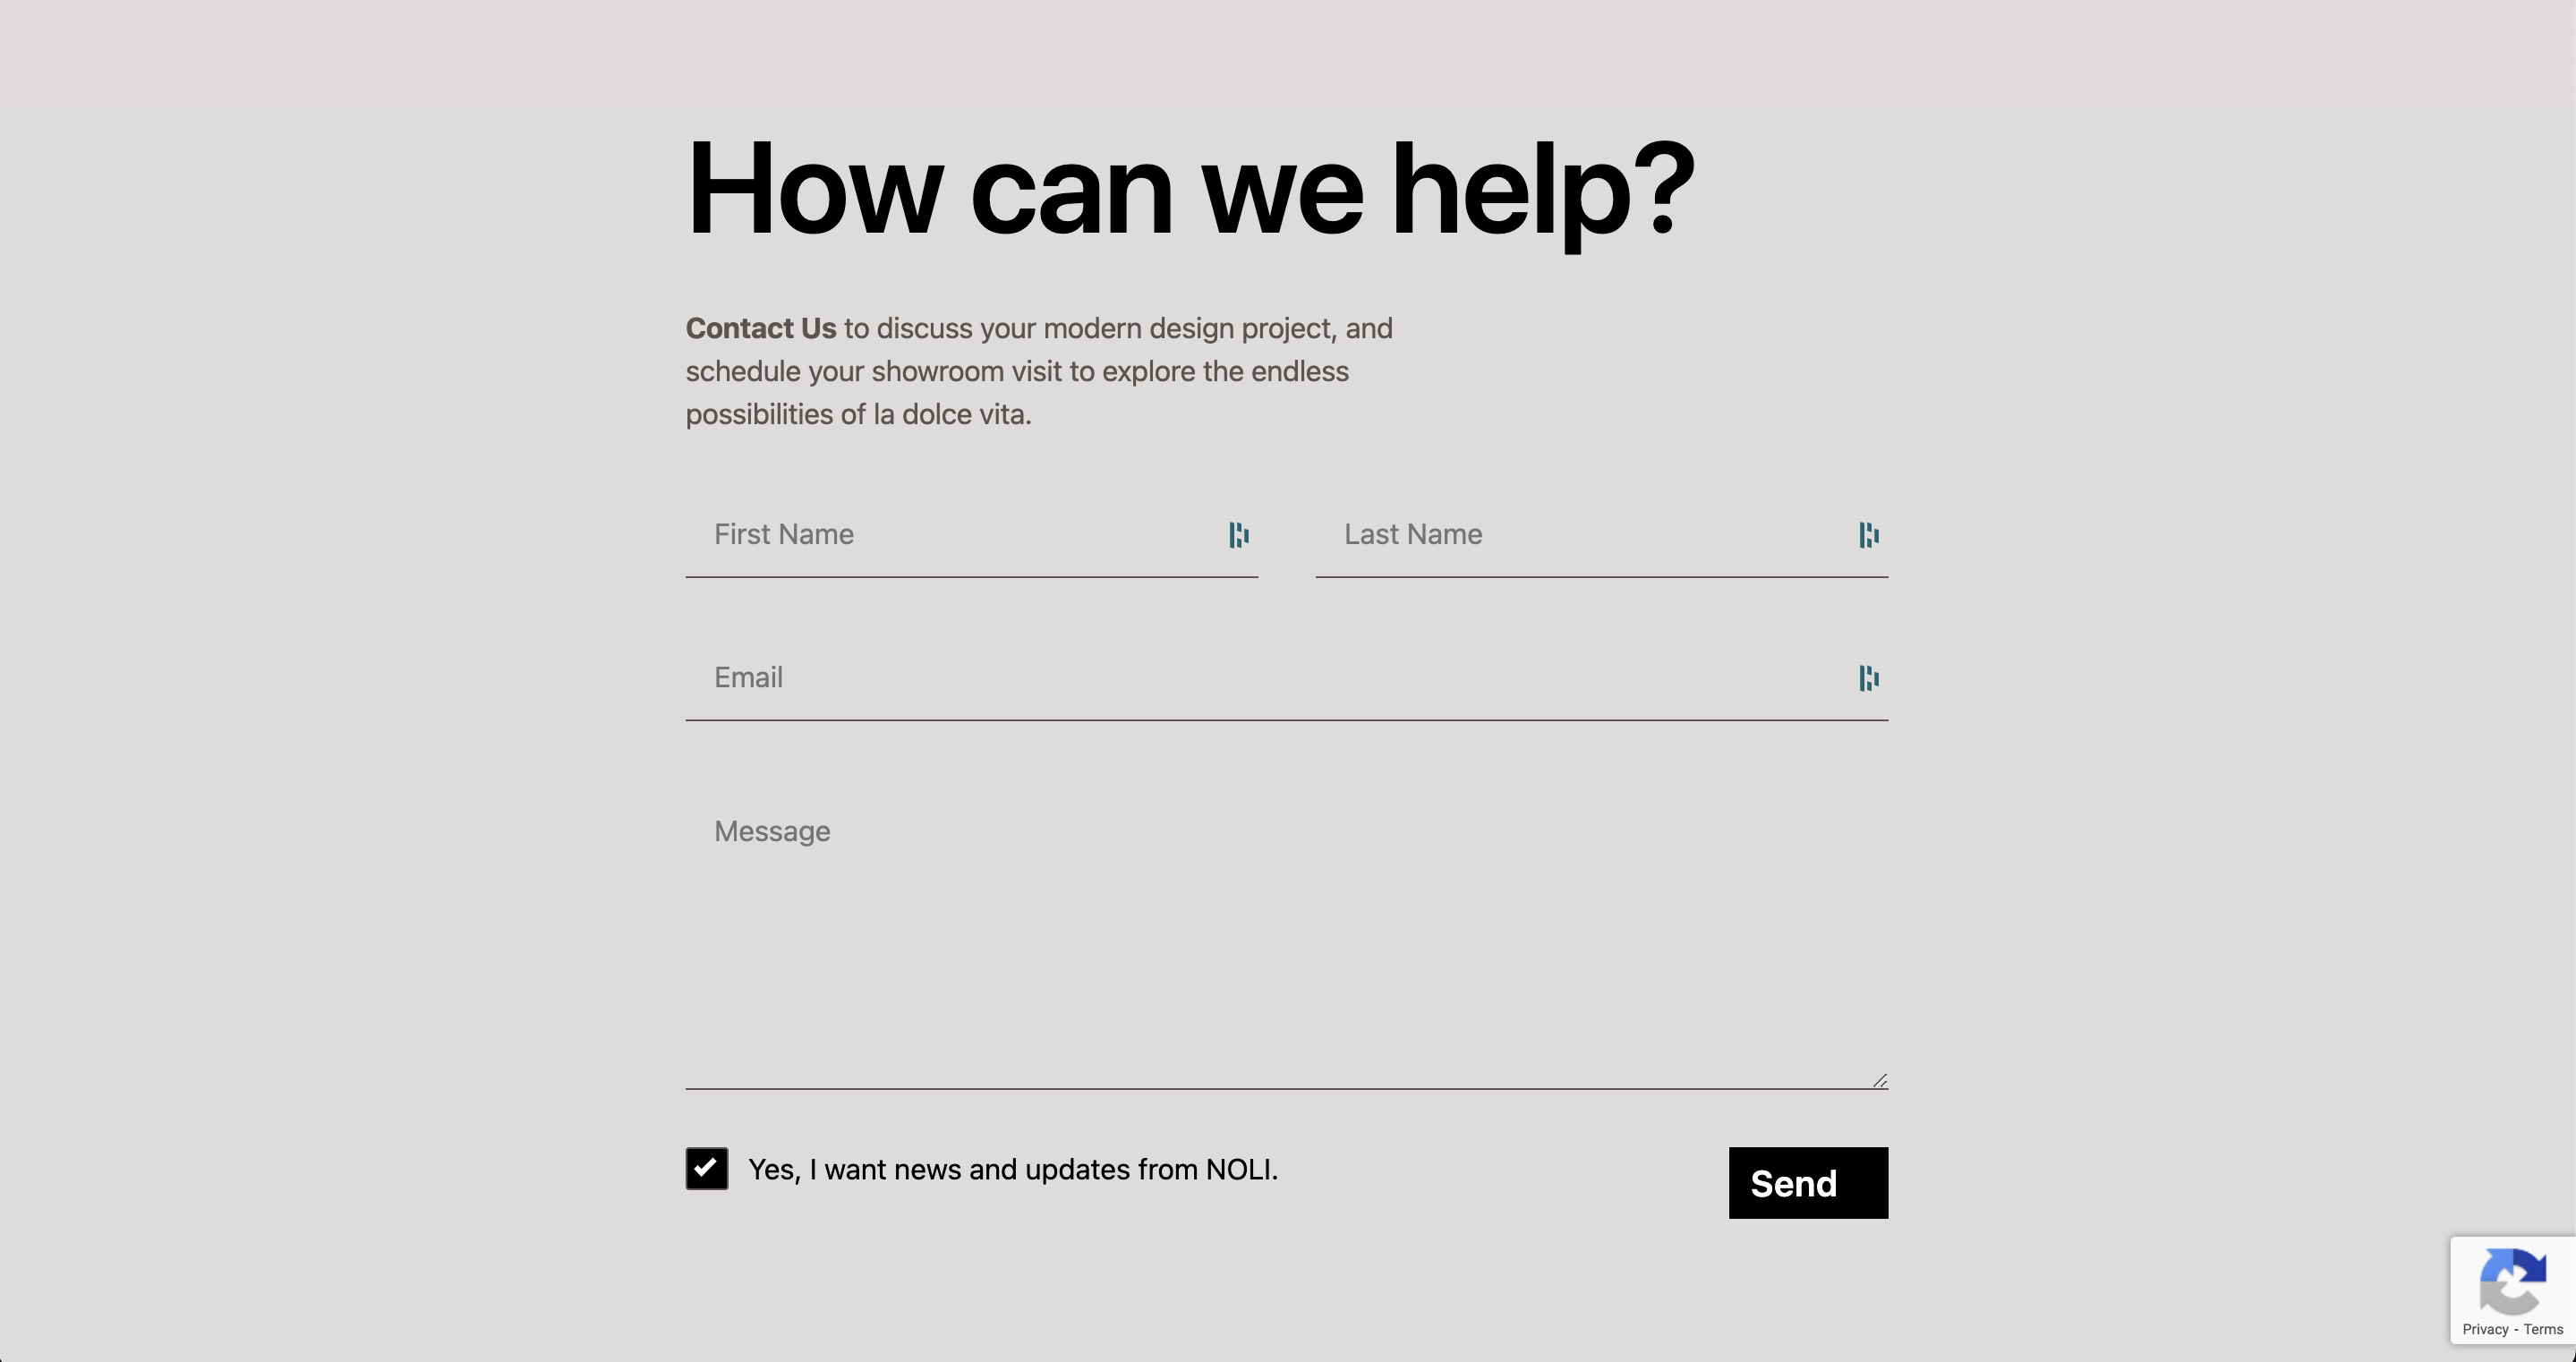 How can we help?
Contact Us to discuss your modern design project, and
schedule your showroom visit to explore the endless
possibilities of la dolce vita.
First Name
Last Name
Email
Message
Yes, I want news and updates from NOLI.
Send
Privacy - Terms